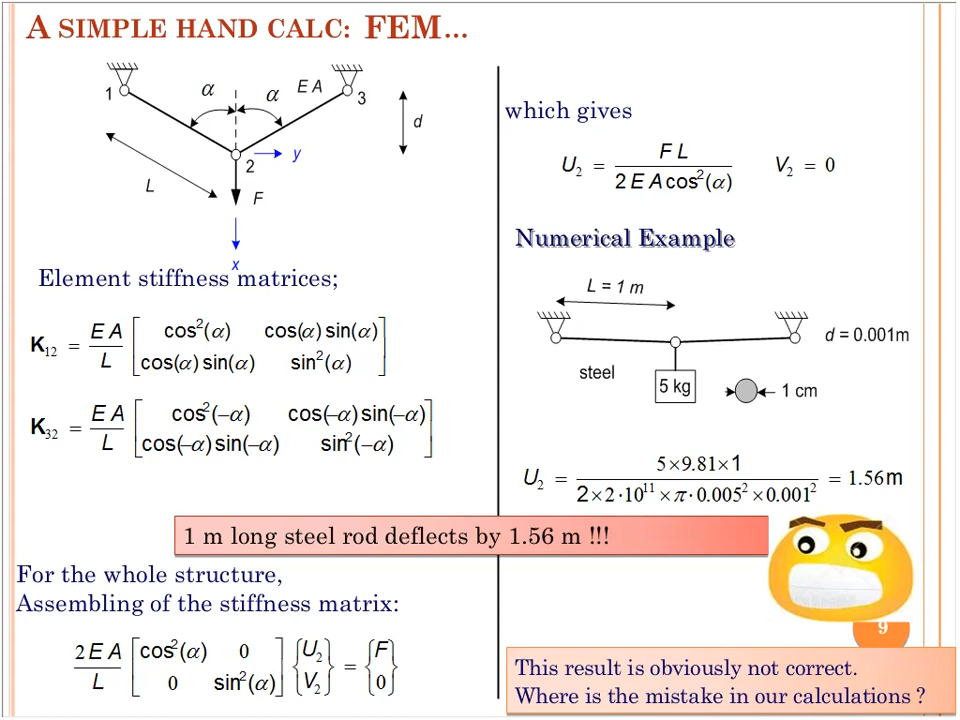 A SIMPLE HAND CALC: FEM...
1
α
α
E A
3
d
2
y
L
F
x
Element stiffness matrices;
K12 = E A / L [ cos²(α) cos(α) sin(α)
cos(α) sin(α) sin²(α) ]
K32 = E A / L [ cos²(–α) cos(–α) sin(–α)
cos(–α) sin(–α) sin²(–α) ]
For the whole structure,
Assembling of the stiffness matrix:
2 E A / L [ cos²(α) 0
0 sin²(α) ] { U2
V2 } = { F
0 }
which gives
U2 = F L / 2 E A cos²(α) V2 = 0
Numerical Example
L = 1 m
d = 0.001m
steel
5 kg
1 cm
U2 = 5×9.81×1 / 2×2·10¹¹ ×π·0.005² ×0.001² = 1.56m
1 m long steel rod deflects by 1.56 m !!!
9
This result is obviously not correct.
Where is the mistake in our calculations ?